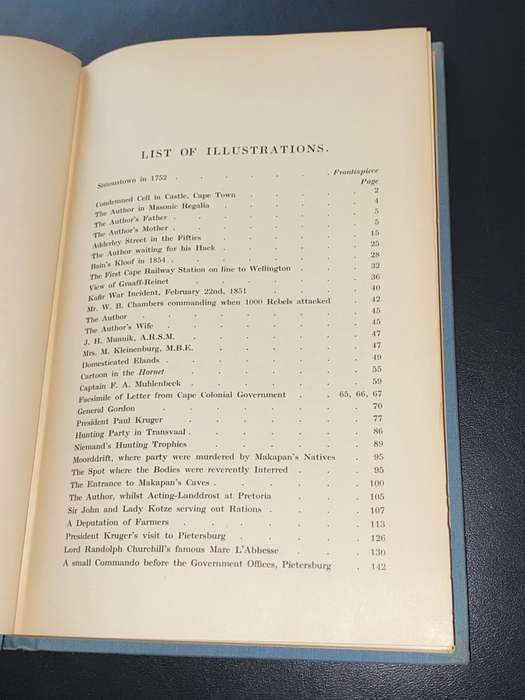 LIST OF ILLUSTRATIONS.
Simonstown in 1752 . . . . . . . Frontispiece
Page
Condemned Cell in Castle, Cape Town . . . . . 2
The Author in Masonic Regalia . . . . . . 4
The Author's Father . . . . . . . . 5
The Author's Mother . . . . . . . . 5
Adderley Street in the Fifties . . . . . . 15
The Author waiting for his Hack . . . . . . 25
Bain's Kloof in 1854 . . . . . . . . 28
The First Cape Railway Station on line to Wellington . . . 32
View of Graaff-Reinet . . . . . . . 36
Kafir War Incident, February 22nd, 1851 . . . . . 40
Mr. W. B. Chambers commanding when 1000 Rebels attacked . 42
The Author . . . . . . . . . 45
The Author's Wife . . . . . . . . 45
J. H. Munnik, A.R.S.M. . . . . . . . 47
Mrs. M. Kleinenburg, M.B.E. . . . . . . 47
Domesticated Elands . . . . . . . . 49
Cartoon in the Hornet . . . . . . . 55
Captain F. A. Muhlenbeck . . . . . . . 59
Facsimile of Letter from Cape Colonial Government . . 65, 66, 67
General Gordon . . . . . . . . 70
President Paul Kruger . . . . . . . 77
Hunting Party in Transvaal . . . . . . . 86
Niemand's Hunting Trophies . . . . . . 89
Moorddrift, where party were murdered by Makapan's Natives . 95
The Spot where the Bodies were reverently Interred . . . 95
The Entrance to Makapan's Caves . . . . . . 100
The Author, whilst Acting-Landdrost at Pretoria . . . . 105
Sir John and Lady Kotze serving out Rations . . . . 107
A Deputation of Farmers . . . . . . . 113
President Kruger's visit to Pietersburg . . . . . 126
Lord Randolph Churchill's famous Mare L'Abbesse . . . 130
A small Commando before the Government Offices, Pietersburg . 142